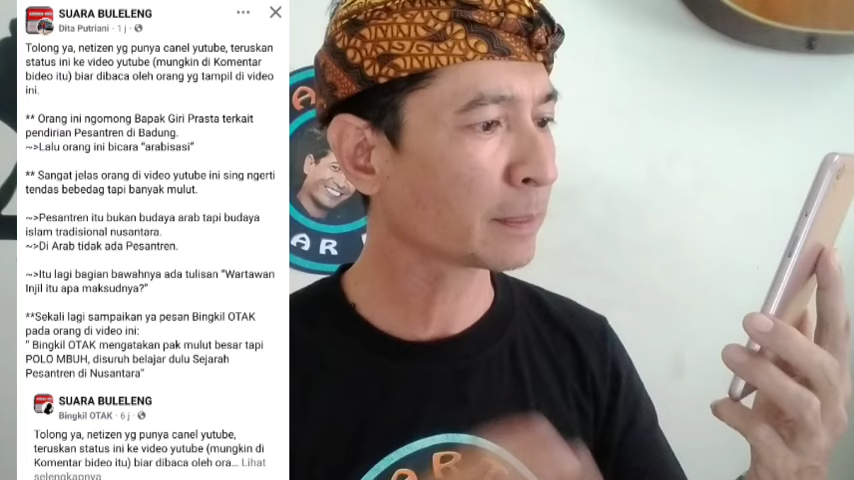 SUARA BULELENG
Dita Putriani · 1 j ·
Tolong ya, netizen yg punya canel yutube, teruskan
status ini ke video yutube (mungkin di Komentar
bideo itu) biar dibaca oleh orang yg tampil di video
ini.
** Orang ini ngomong Bapak Giri Prasta terkait
pendirian Pesantren di Badung.
~>Lalu orang ini bicara “arabisasi”
** Sangat jelas orang di video yutube ini sing ngerti
tendas bebedag tapi banyak mulut.
~>Pesantren itu bukan budaya arab tapi budaya
islam tradisional nusantara.
~>Di Arab tidak ada Pesantren.
~>Itu lagi bagian bawahnya ada tulisan “Wartawan
Injil itu apa maksudnya?”
**Sekali lagi sampaikan ya pesan Bingkil OTAK
pada orang di video ini:
“ Bingkil OTAK mengatakan pak mulut besar tapi
POLO MBUH, disuruh belajar dulu Sejarah
Pesantren di Nusantara“
SUARA BULELENG
Bingkil OTAK · 6 j ·
Tolong ya, netizen yg punya canel yutube,
teruskan status ini ke video yutube (mungkin di
Komentar bideo itu) biar dibaca oleh ora... Lihat
selengkapnya
A
AR
ART